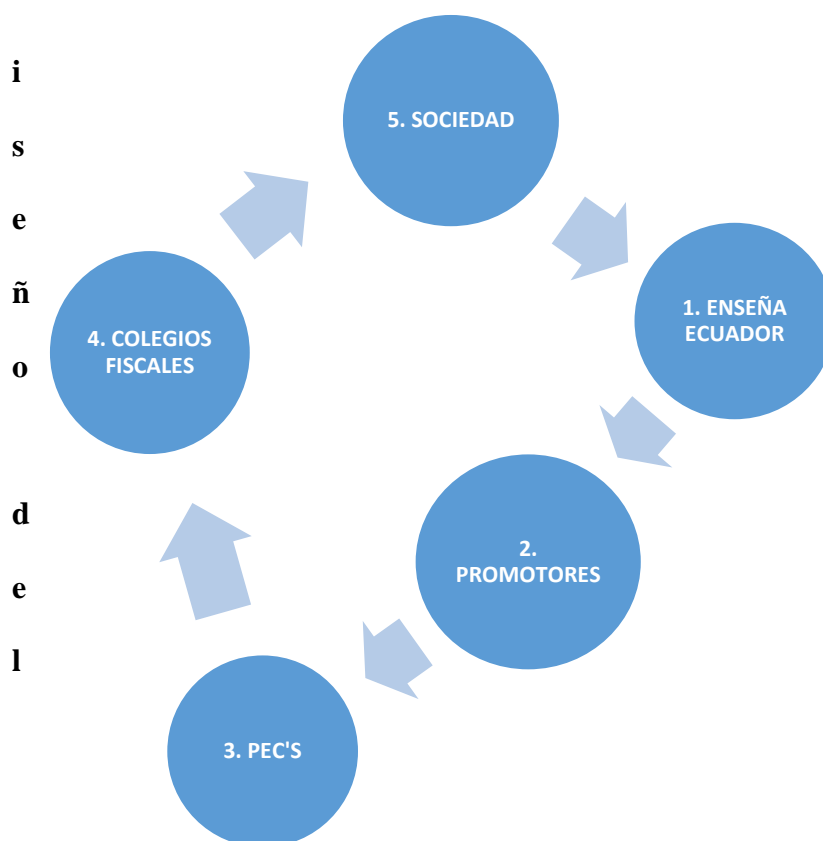 i
s
e
ñ
o
d
e
l
5. SOCIEDAD
1. ENSEÑA
ECUADOR
4. COLEGIOS
FISCALES
2.
PROMOTORES
3. PEC'S